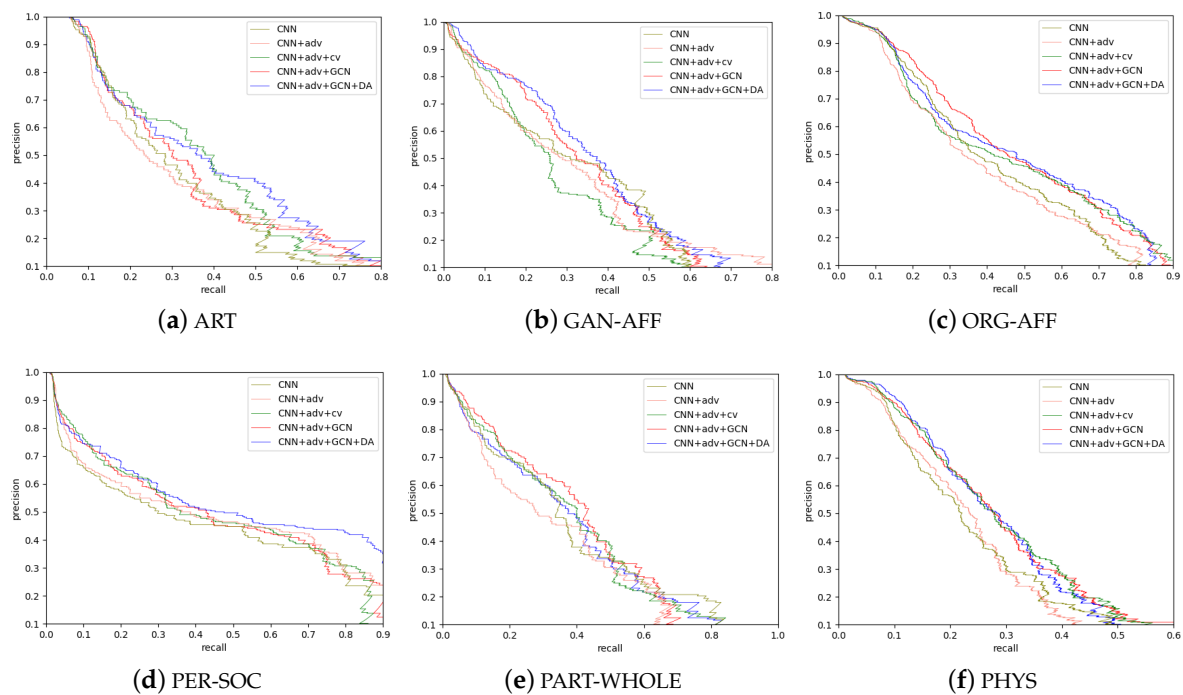 1.0
0.9
0.8
0.7
0.6
0.5
0.4
0.3
0.2
0.1
precision
0.0 0.1 0.2 0.3 0.4 0.5 0.6 0.7 0.8
recall
CNN
CNN+adv
CNN+adv+cv
CNN+adv+GCN
CNN+adv+GCN+DA
(a) ART
1.0
0.9
0.8
0.7
0.6
0.5
0.4
0.3
0.2
0.1
precision
0.0 0.1 0.2 0.3 0.4 0.5 0.6 0.7 0.8
recall
CNN
CNN+adv
CNN+adv+cv
CNN+adv+GCN
CNN+adv+GCN+DA
(b) GAN-AFF
1.0
0.9
0.8
0.7
0.6
0.5
0.4
0.3
0.2
0.1
precision
0.0 0.1 0.2 0.3 0.4 0.5 0.6 0.7 0.8 0.9
recall
CNN
CNN+adv
CNN+adv+cv
CNN+adv+GCN
CNN+adv+GCN+DA
(c) ORG-AFF
1.0
0.9
0.8
0.7
0.6
0.5
0.4
0.3
0.2
0.1
precision
0.0 0.1 0.2 0.3 0.4 0.5 0.6 0.7 0.8 0.9
recall
CNN
CNN+adv
CNN+adv+cv
CNN+adv+GCN
CNN+adv+GCN+DA
(d) PER-SOC
1.0
0.9
0.8
0.7
0.6
0.5
0.4
0.3
0.2
0.1
precision
0.0 0.2 0.4 0.6 0.8 1.0
recall
CNN
CNN+adv
CNN+adv+cv
CNN+adv+GCN
CNN+adv+GCN+DA
(e) PART-WHOLE
1.0
0.9
0.8
0.7
0.6
0.5
0.4
0.3
0.2
0.1
precision
0.0 0.1 0.2 0.3 0.4 0.5 0.6
recall
CNN
CNN+adv
CNN+adv+cv
CNN+adv+GCN
CNN+adv+GCN+DA
(f) PHYS